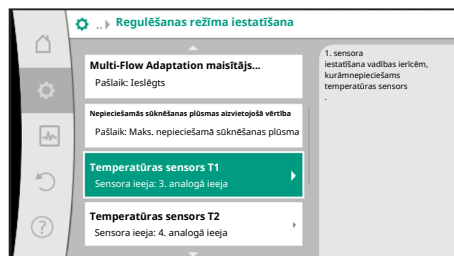 ..▸ Regulēšanas režīma iestatīšana
Multi-Flow Adaptation maisītājs...
Pašlaik: Ieslēgts
Nepieciešamās sūknēšanas plūsmas aizvietojošā vērtība
Pašlaik: Maks. nepieciešamā sūknēšanas plūsma
Temperatūras sensors T1
Sensora ieeja: 3. analogā ieeja
Temperatūras sensors T2
Sensora ieeja: 4. analogā ieeja
1. sensora
iestatīšana vadības ierīcēm,
kurāmnepieciešams
temperatūras sensors
.
?